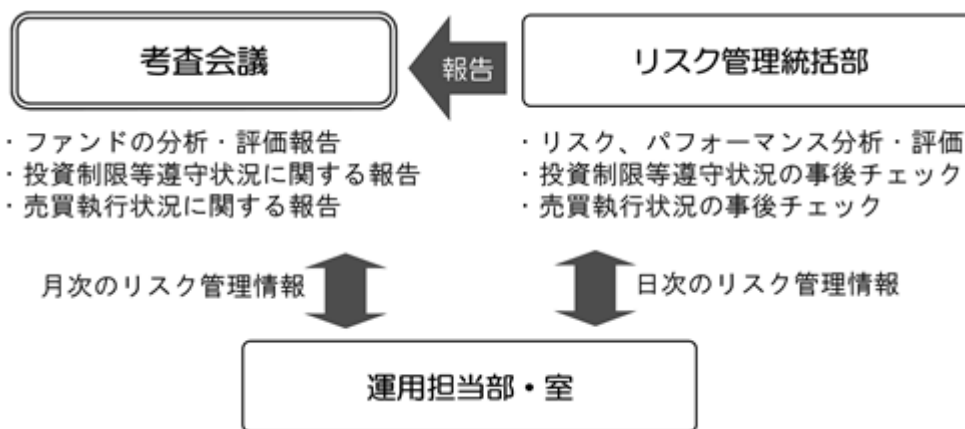 考査会議
報告
リスク管理統括部
・ファンドの分析・評価報告
・投資制限等遵守状況に関する報告
・売買執行状況に関する報告
・リスク、パフォーマンス分析・評価
・投資制限等遵守状況の事後チェック
・売買執行状況の事後チェック
月次のリスク管理情報
日次のリスク管理情報
運用担当部・室